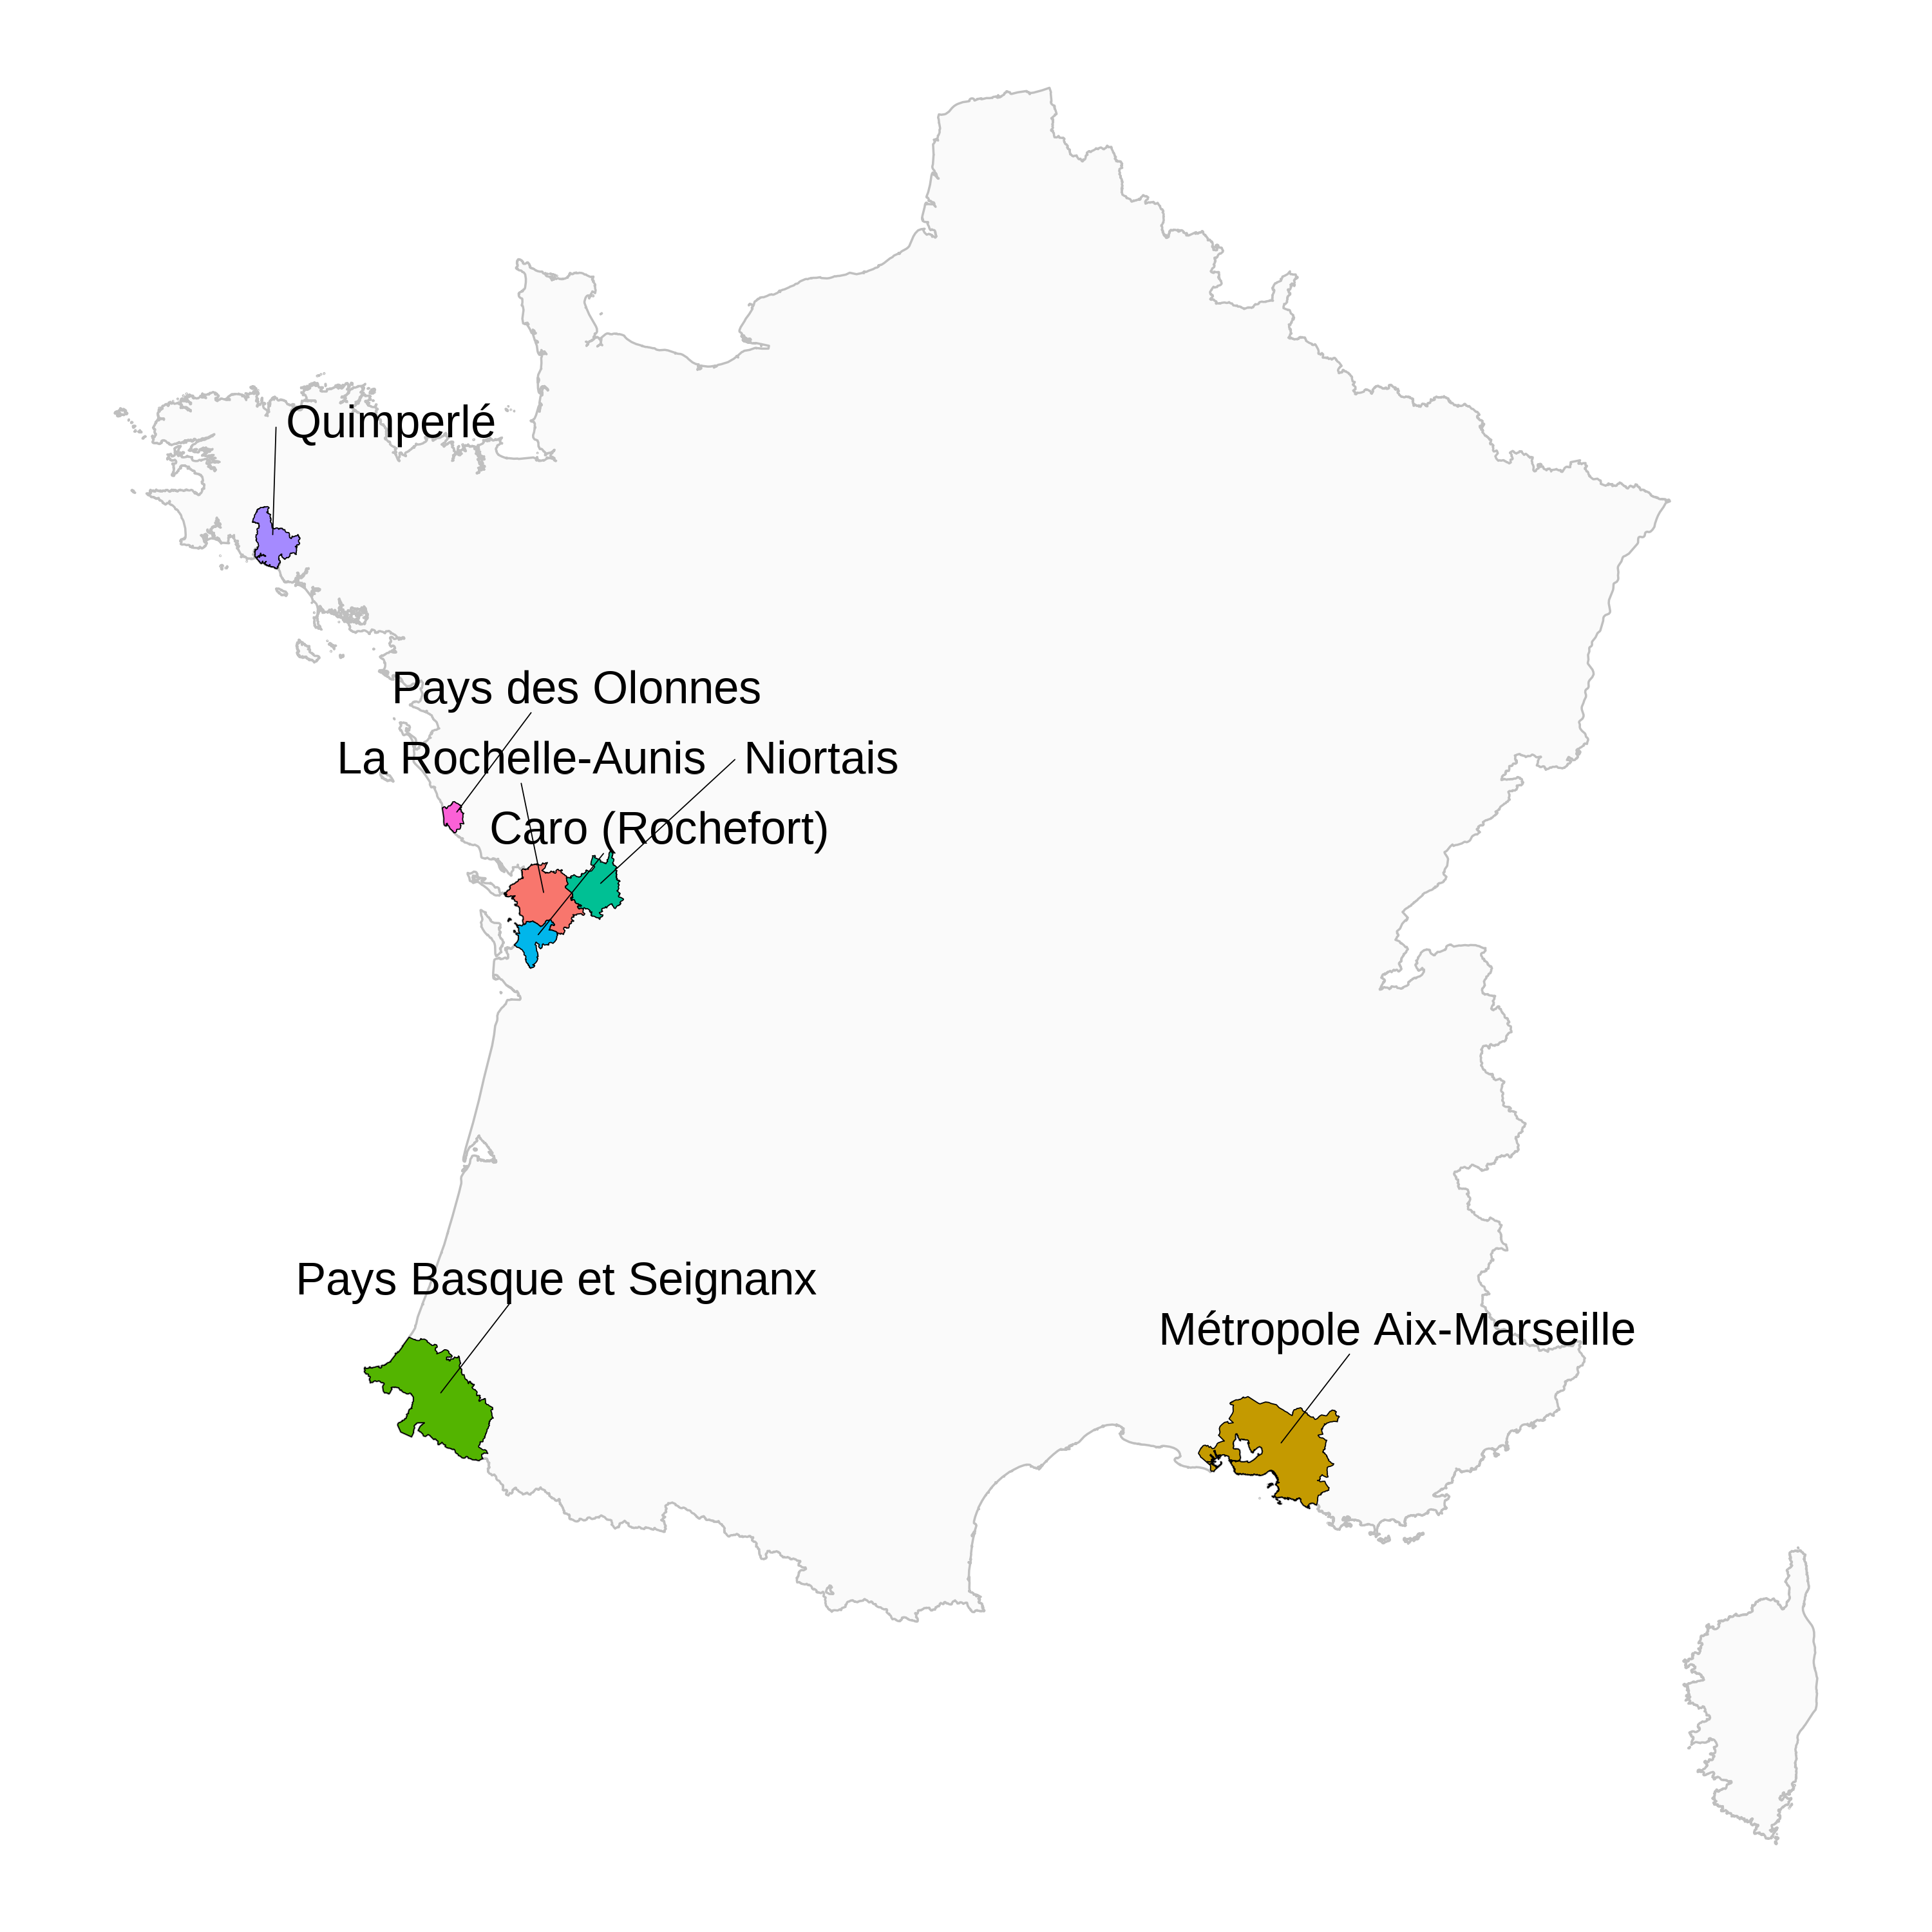 Quimperlé
Pays des Olonnes
La Rochelle-Aunis
Niortais
Caro (Rochefort)
Pays Basque et Seignanx
Métropole Aix-Marseille